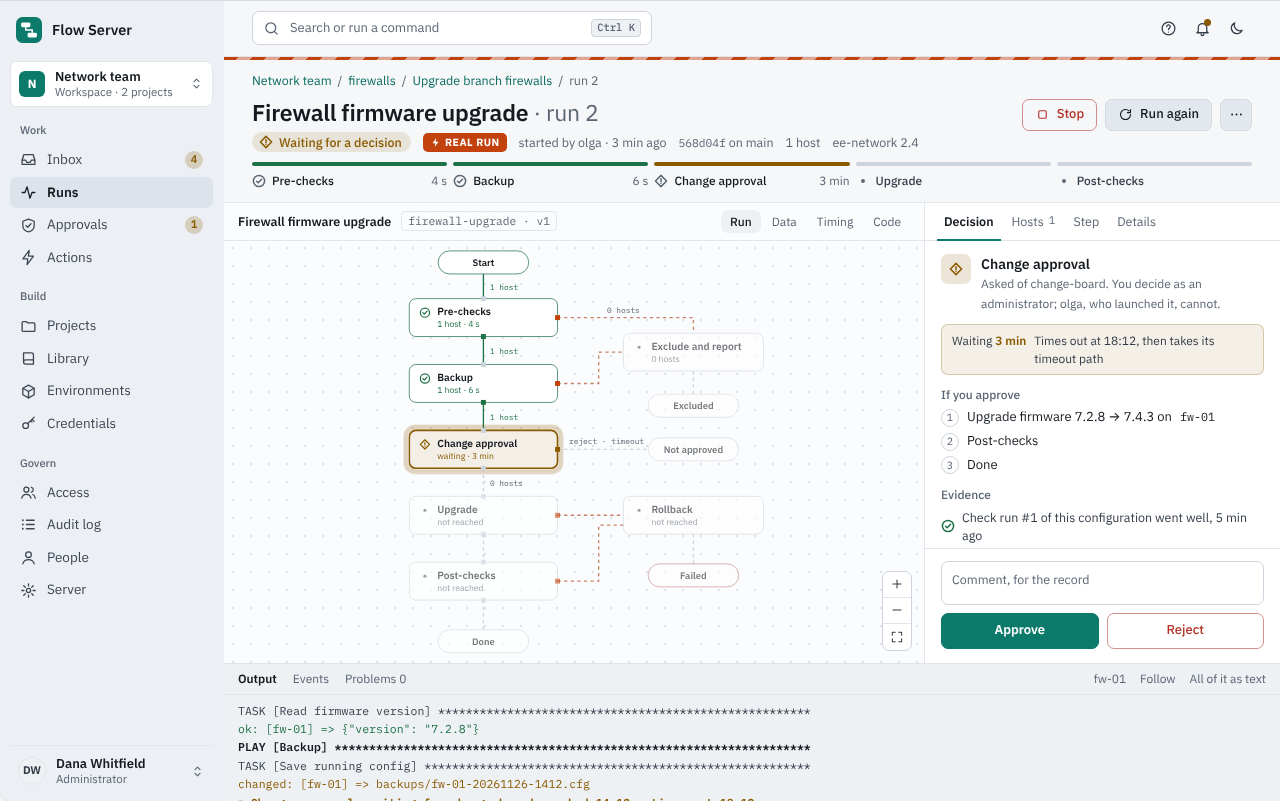 Flow Server
Search or run a command
Ctrl K
N
Network team
Workspace · 2 projects
Work
Inbox 4
Runs
Approvals 1
Actions
Build
Projects
Library
Environments
Credentials
Govern
Access
Audit log
People
Server
DW
Dana Whitfield
Administrator
Network team / firewalls / Upgrade branch firewalls / run 2
Firewall firmware upgrade · run 2
Stop
Run again
Waiting for a decision
REAL RUN
started by olga · 3 min ago 568d04f on main 1 host ee-network 2.4
Pre-checks 4 s
Backup 6 s
Change approval 3 min
Upgrade
Post-checks
Firewall firmware upgrade firewall-upgrade · v1
Run Data Timing Code
Start
1 host
Pre-checks
1 host · 4 s
0 hosts
Exclude and report
0 hosts
1 host
Backup
1 host · 6 s
Excluded
1 host
Change approval
waiting · 3 min
reject · timeout
Not approved
0 hosts
Upgrade
not reached
Rollback
not reached
Post-checks
not reached
Failed
Done
Decision Hosts 1 Step Details
Change approval
Asked of change-board. You decide as an
administrator; olga, who launched it, cannot.
Waiting 3 min Times out at 18:12, then takes its
timeout path
If you approve
1 Upgrade firmware 7.2.8 → 7.4.3 on fw-01
2 Post-checks
3 Done
Evidence
Check run #1 of this configuration went well, 5 min
ago
Comment, for the record
Approve
Reject
Output Events Problems 0
fw-01 Follow All of it as text
TASK [Read firmware version] ******************************************************
ok: [fw-01] => {"version": "7.2.8"}
PLAY [Backup] *********************************************************************
TASK [Save running config] ********************************************************
changed: [fw-01] => backups/fw-01-20261126-1412.cfg